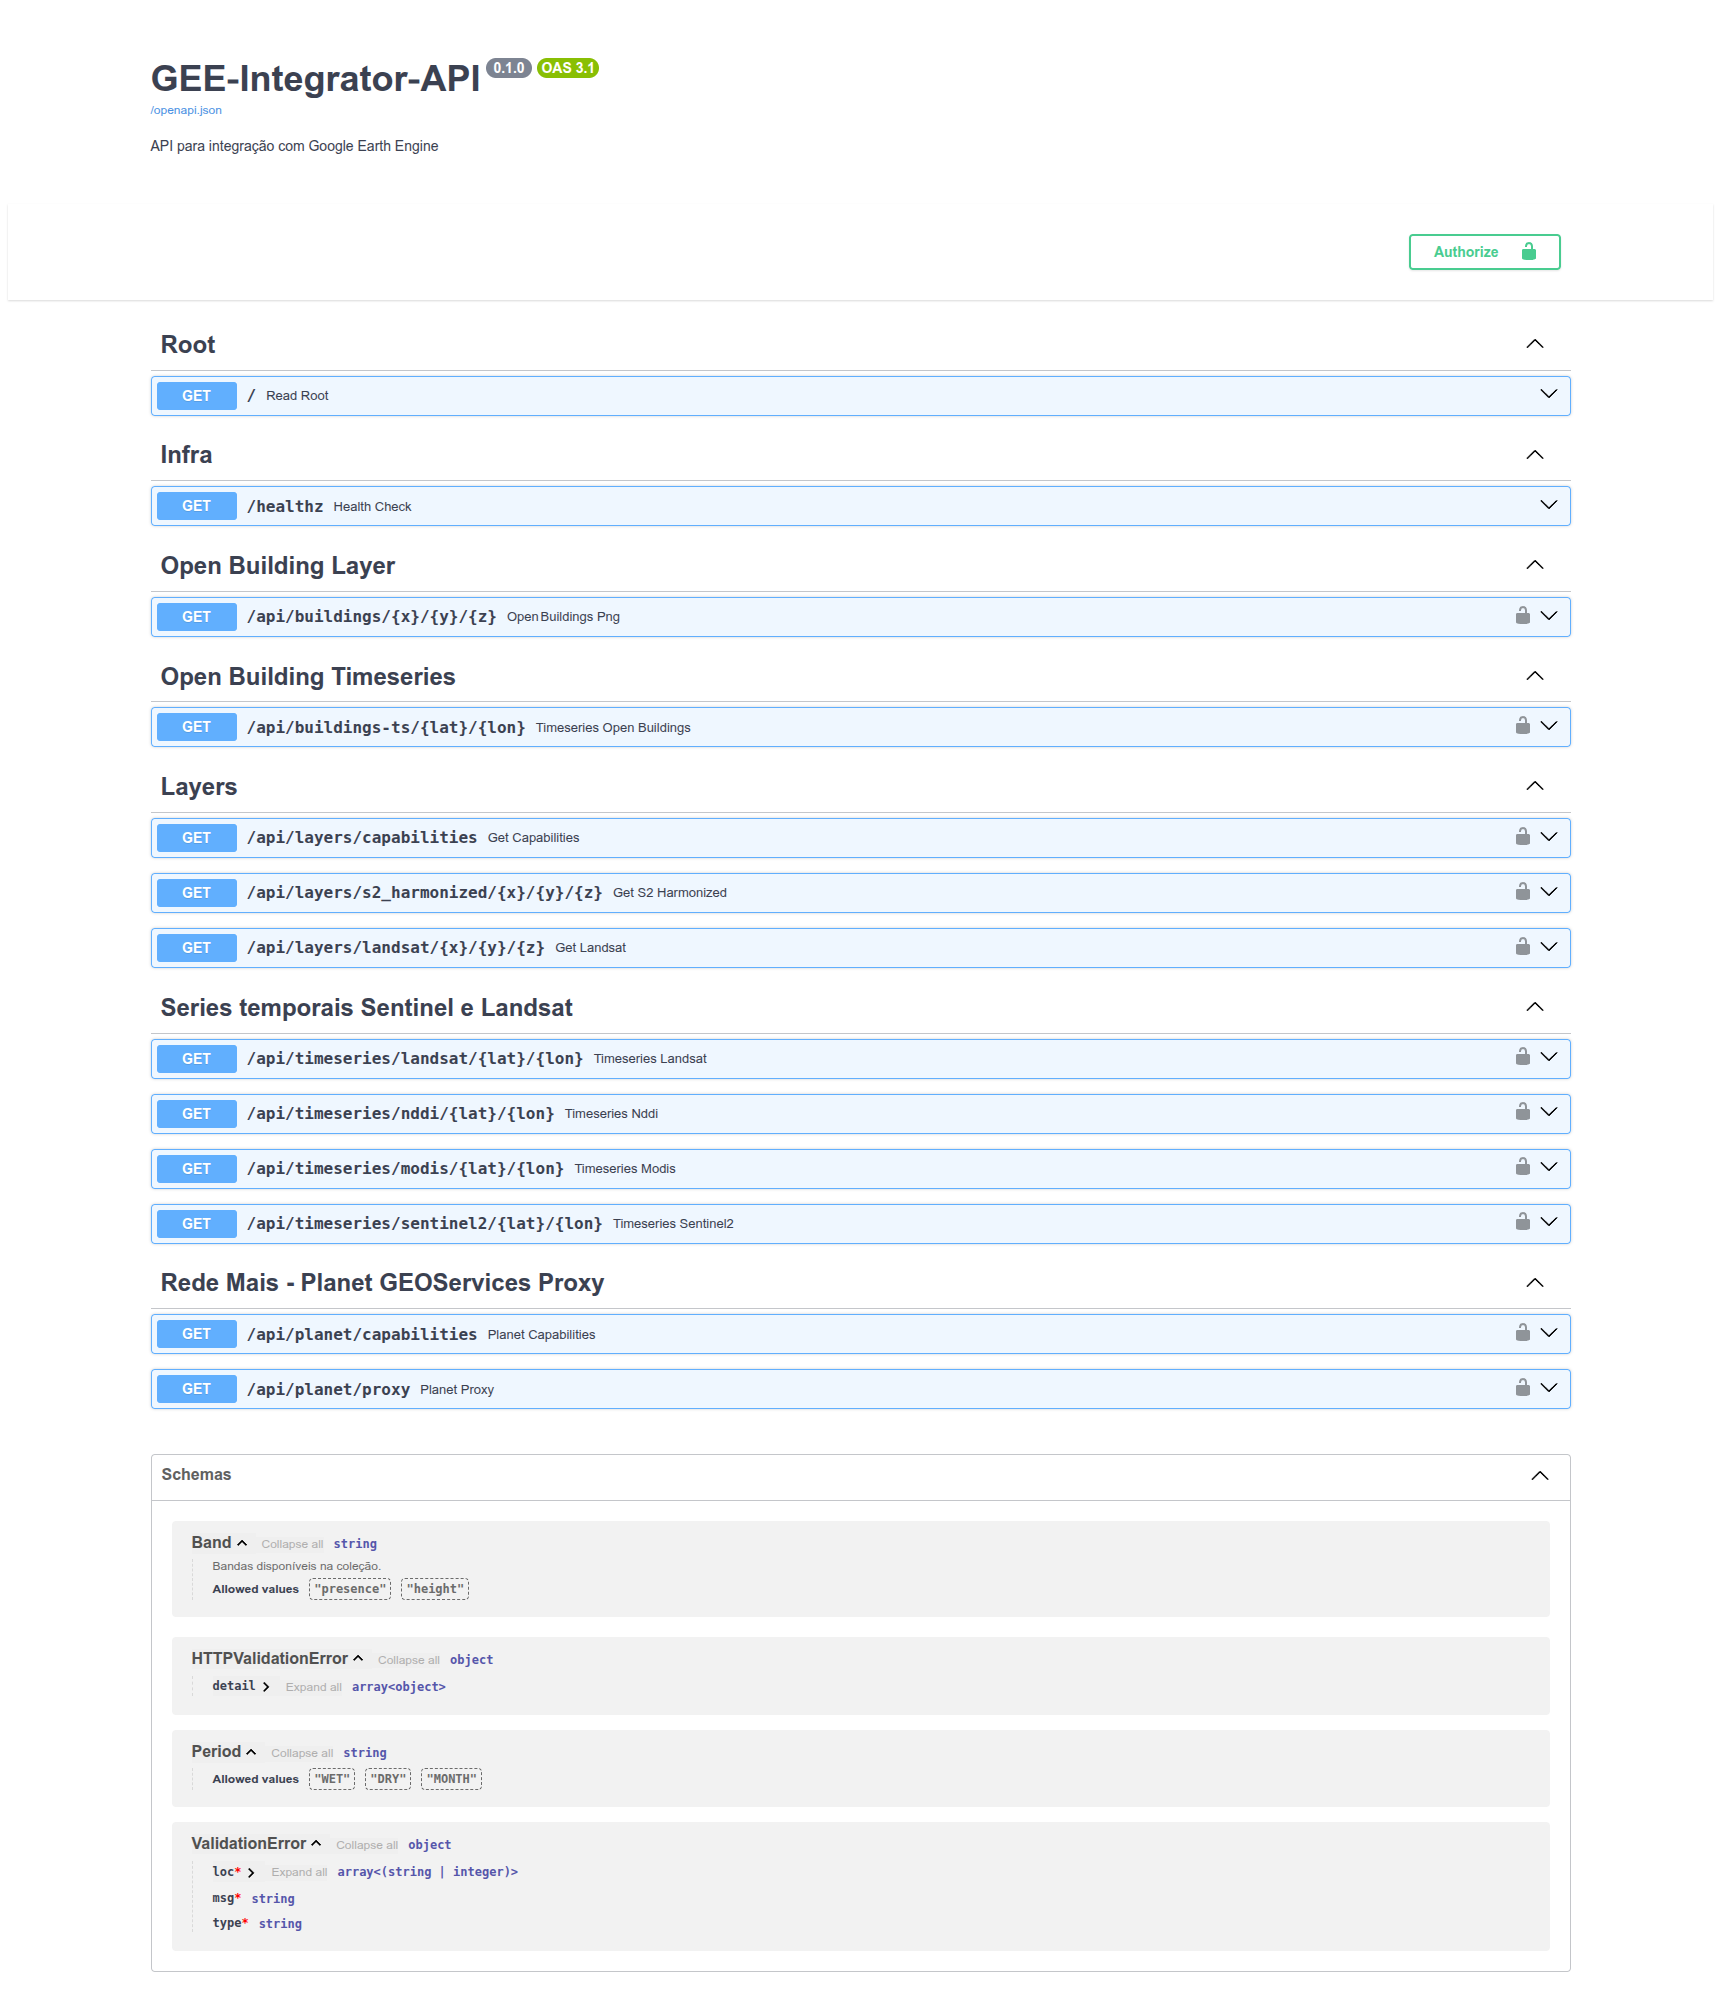 GEE-Integrator-API 0.1.0 OAS 3.1
/openapi.json
API para integração com Google Earth Engine
Authorize
Root
GET / Read Root
Infra
GET /healthz Health Check
Open Building Layer
GET /api/buildings/{x}/{y}/{z} Open Buildings Png
Open Building Timeseries
GET /api/buildings-ts/{lat}/{lon} Timeseries Open Buildings
Layers
GET /api/layers/capabilities Get Capabilities
GET /api/layers/s2_harmonized/{x}/{y}/{z} Get S2 Harmonized
GET /api/layers/landsat/{x}/{y}/{z} Get Landsat
Series temporais Sentinel e Landsat
GET /api/timeseries/landsat/{lat}/{lon} Timeseries Landsat
GET /api/timeseries/nddi/{lat}/{lon} Timeseries Nddi
GET /api/timeseries/modis/{lat}/{lon} Timeseries Modis
GET /api/timeseries/sentinel2/{lat}/{lon} Timeseries Sentinel2
Rede Mais - Planet GEOServices Proxy
GET /api/planet/capabilities Planet Capabilities
GET /api/planet/proxy Planet Proxy
Schemas
Band Collapse all string
Bandas disponíveis na coleção.
Allowed values "presence" "height"
HTTPValidationError Collapse all object
detail Expand all array<object>
Period Collapse all string
Allowed values "WET" "DRY" "MONTH"
ValidationError Collapse all object
loc* Expand all array<(string | integer)>
msg* string
type* string